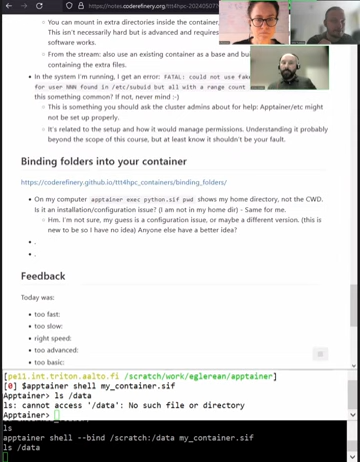 https://notes.coderefinery.org/ttt4hpc-20240507?
You can mount in extra directories inside the container,
This isn't necessarily hard but is advanced and requires
software works.
From the stream: also use an existing container as a base and bu
containing the extra files.
In the system I'm running, I get an error: FATAL: could not use fak
for user NNN found in /etc/subuid but all with a range count
this something common? If not, never mind :-)
This is something you should ask the cluster admins about for help: Apptainer/etc might
not be set up properly.
It's related to the setup and how it would manage permissions. Understanding it probably
beyond the scope of this course, but at least know it shouldn't be your fault.
Binding folders into your container
https://coderefinery.github.io/ttt4hpc_containers/binding_folders/
On my computer apptainer exec python.sif pwd shows my home directory, not the CWD.
Is it an installation/configuration issue? (I am not in my home dir) - Same for me.
Hm. I'm not sure, my guess is a configuration issue, or maybe a different version. (this is
new to be so I have no idea) Anyone else have a better idea?
.
.
Feedback
Today was:
too fast:
too slow:
right speed:
too advanced:
too basic:
[pell.int.triton.aalto.fi /scratch/work/eglerean/apptainer]
[0] $apptainer shell my_container.sif
Apptainer> ls /data
ls: cannot access '/data': No such file or directory
Apptainer>
ls
apptainer shell --bind /scratch:/data my_container.sif
ls /data